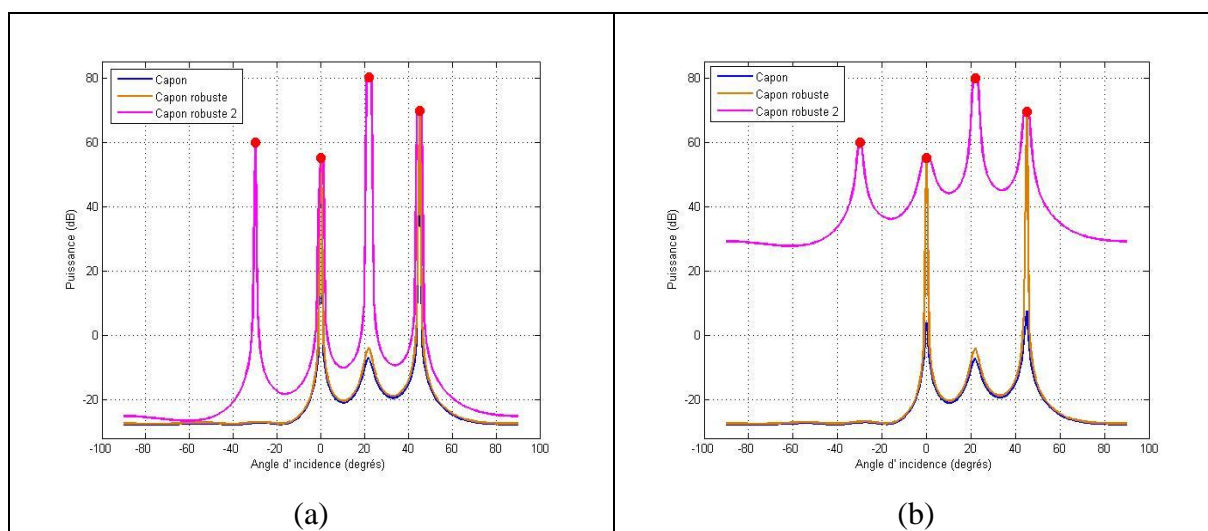 80
60
40
20
0
-20
Puissance (dB)
Capon
Capon robuste
Capon robuste 2
-100 -80 -60 -40 -20 0 20 40 60 80 100
Angle d' incidence (degrés)
(a)
80
60
40
20
0
-20
Puissance (dB)
Capon
Capon robuste
Capon robuste 2
-100 -80 -60 -40 -20 0 20 40 60 80 100
Angle d' incidence (degrés)
(b)